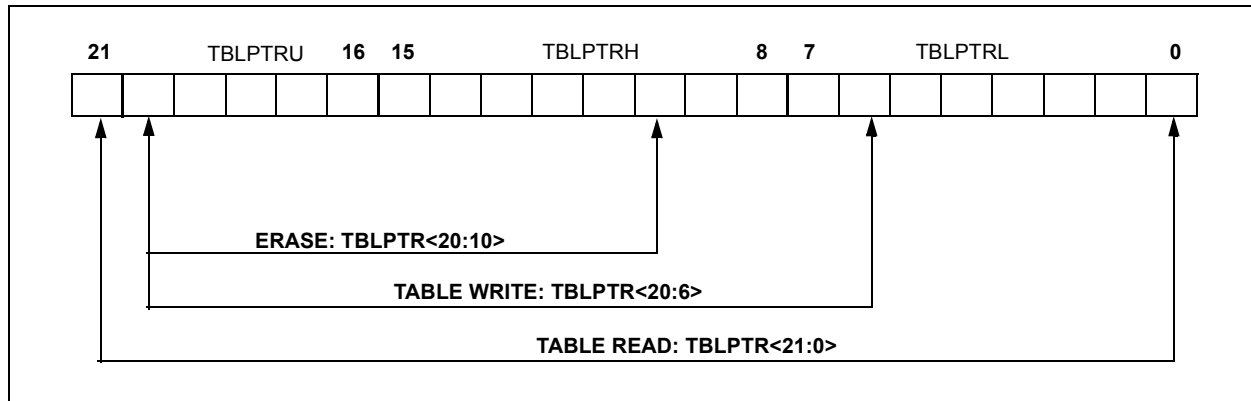 21 TBLPTRU 16 15 TBLPTRH 8 7 TBLPTRL 0
ERASE: TBLPTR<20:10>
TABLE WRITE: TBLPTR<20:6>
TABLE READ: TBLPTR<21:0>